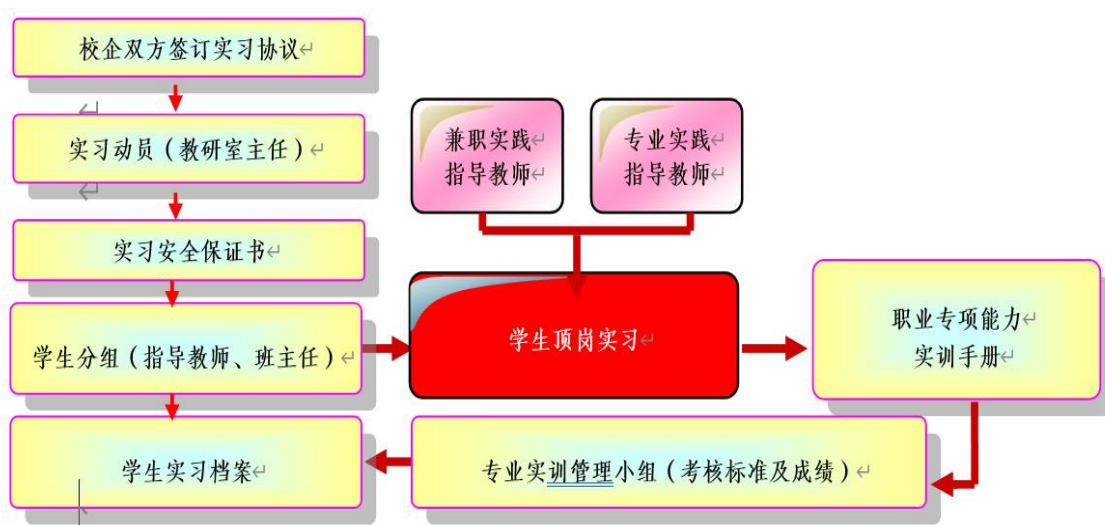 校企双方签订实习协议
实习动员（教研室主任）
实习安全保证书
学生分组（指导教师、班主任）
学生实习档案
兼职实践
指导教师
专业实践
指导教师
学生顶岗实习
职业专项能力
实训手册
专业实训管理小组（考核标准及成绩）